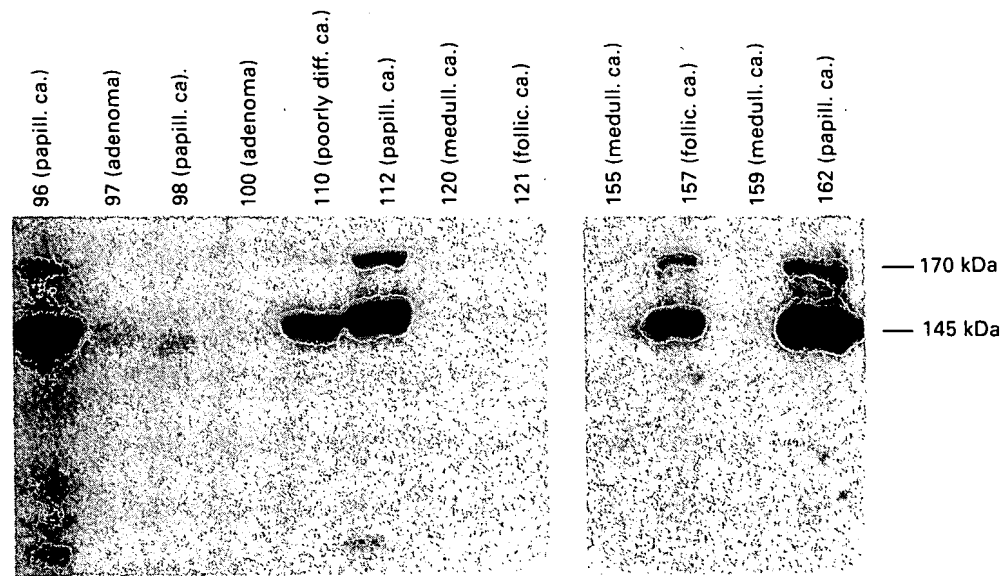 96 (papill. ca.)
97 (adenoma)
98 (papill. ca).
100 (adenoma)
110 (poorly diff. ca.)
112 (papill. ca.)
120 (medull. ca.)
121 (follic. ca.)
155 (medull. ca.)
157 (follic. ca.)
159 (medull. ca.)
162 (papill. ca.)
170 kDa
145 kDa